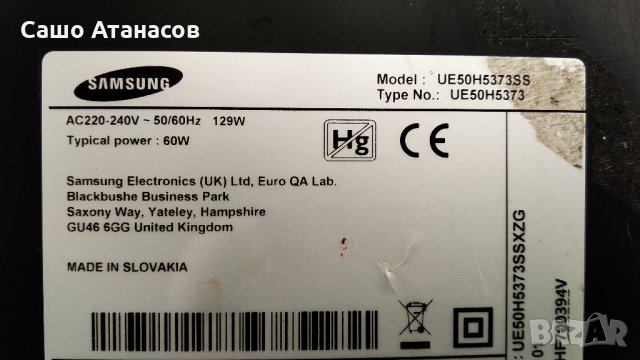 Сашо Атанасов
SAMSUNG
Model : UE50H5373SS
Type No.: UE50H5373
AC220-240V ~ 50/60Hz 129W
Typical power : 60W
Hg
CE
Samsung Electronics (UK) Ltd, Euro QA Lab.
Blackbushe Business Park
Saxony Way, Yateley, Hampshire
GU46 6GG United Kingdom
MADE IN SLOVAKIA
: UE50H5373SSXZG
BAZAR